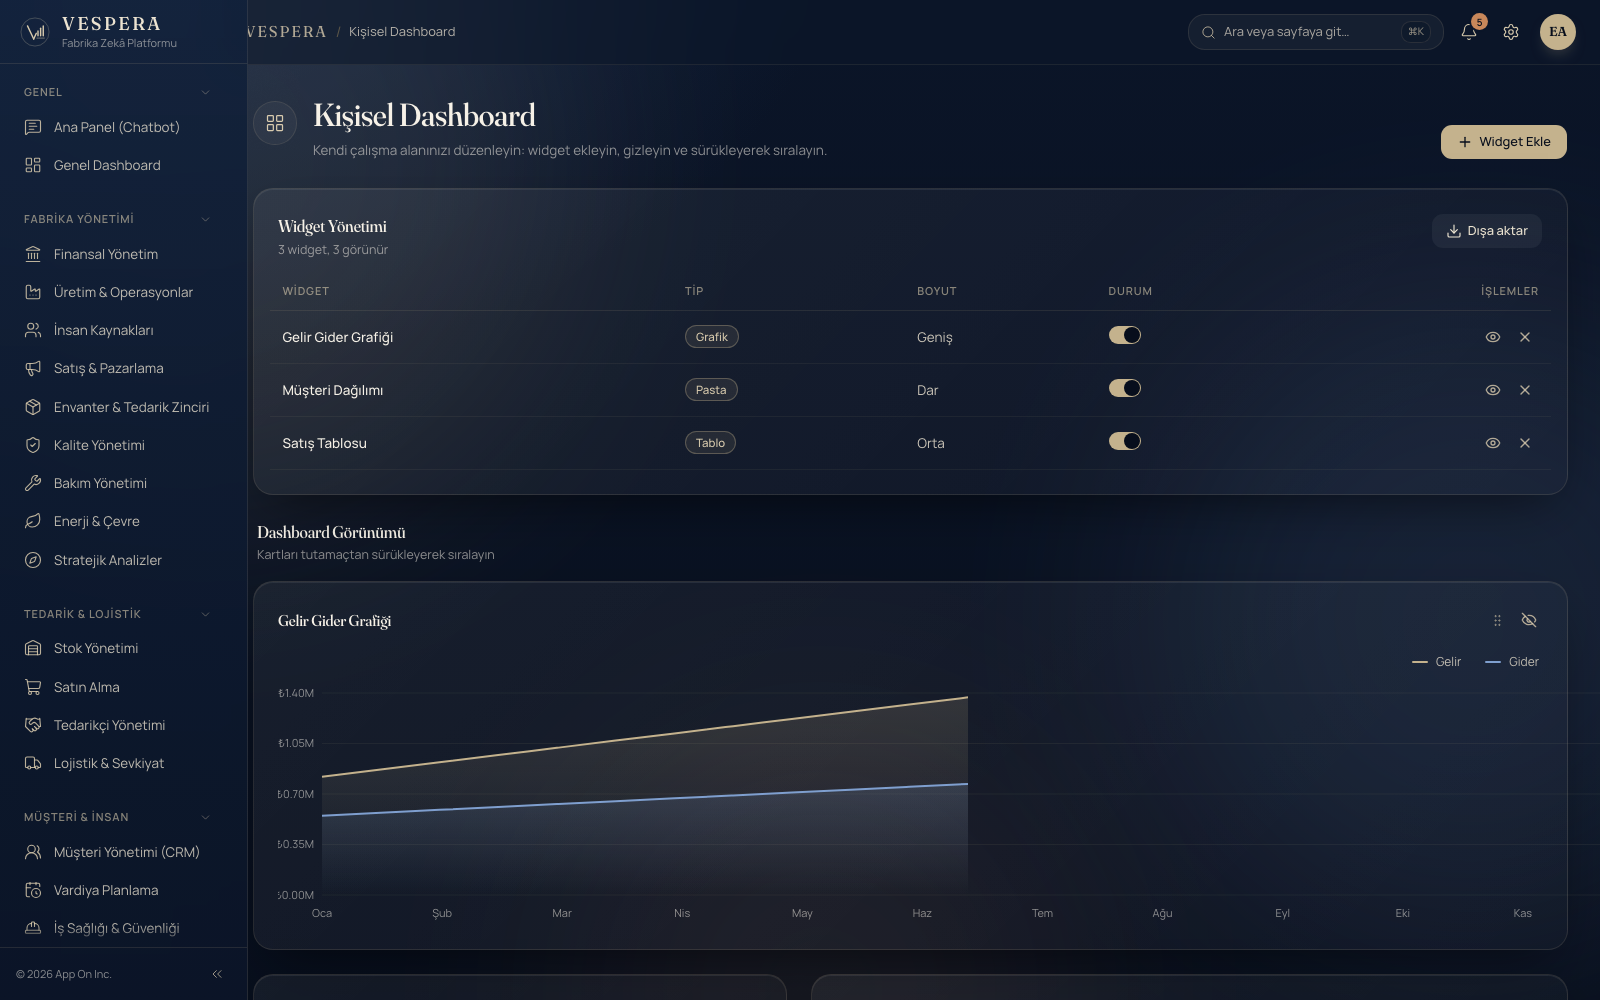 VESPERA
Fabrika Zekâ Platformu
GENEL
Ana Panel (Chatbot)
Genel Dashboard
FABRİKA YÖNETİMİ
Finansal Yönetim
Üretim & Operasyonlar
İnsan Kaynakları
Satış & Pazarlama
Envanter & Tedarik Zinciri
Kalite Yönetimi
Bakım Yönetimi
Enerji & Çevre
Stratejik Analizler
TEDARİK & LOJİSTİK
Stok Yönetimi
Satın Alma
Tedarikçi Yönetimi
Lojistik & Sevkiyat
MÜŞTERİ & İNSAN
Müşteri Yönetimi (CRM)
Vardiya Planlama
İş Sağlığı & Güvenliği
© 2026 App On Inc.
VESPERA / Kişisel Dashboard
Ara veya sayfaya git... ⌘K
5
EA
Kişisel Dashboard
Kendi çalışma alanınızı düzenleyin: widget ekleyin, gizleyin ve sürükleyerek sıralayın.
Widget Ekle
Widget Yönetimi
3 widget, 3 görünür
Dışa aktar
WİDGET TİP BOYUT DURUM İŞLEMLER
Gelir Gider Grafiği Grafik Geniş
Müşteri Dağılımı Pasta Dar
Satış Tablosu Tablo Orta
Dashboard Görünümü
Kartları tutamaçtan sürükleyerek sıralayın
Gelir Gider Grafiği
Gelir Gider
₺1.40M
₺1.05M
₺0.70M
₺0.35M
₺0.00M
Oca Şub Mar Nis May Haz Tem Ağu Eyl Eki Kas